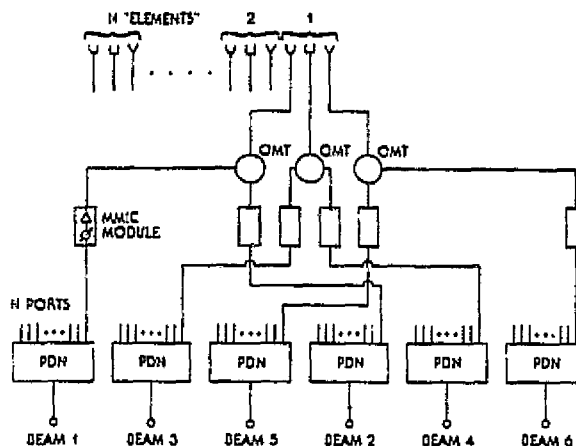 N "ELEMENTS" 2 1
OMT OMT OMT
MMIC
MODULE
N PORTS
PDN PDN PDN PDN PDN PDN
BEAM 1 BEAM 3 BEAM 5 BEAM 2 BEAM 4 BEAM 6